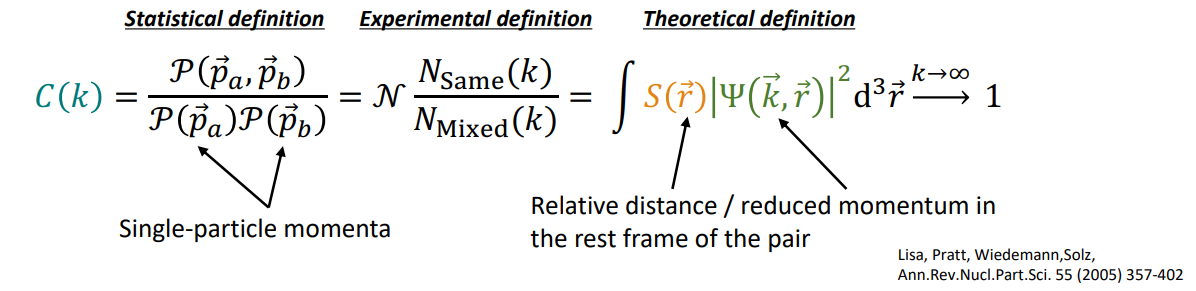 Statistical definition Experimental definition Theoretical definition
C(k) = 𝒫(p⃗a, p⃗b) / 𝒫(p⃗a)𝒫(p⃗b) = 𝒩 NSame(k) / NMixed(k) = ∫ S(r⃗)|Ψ(k⃗, r⃗)|² d³r⃗ k→∞ ⟶ 1
Single-particle momenta
Relative distance / reduced momentum in
the rest frame of the pair
Lisa, Pratt, Wiedemann,Solz,
Ann.Rev.Nucl.Part.Sci. 55 (2005) 357-402